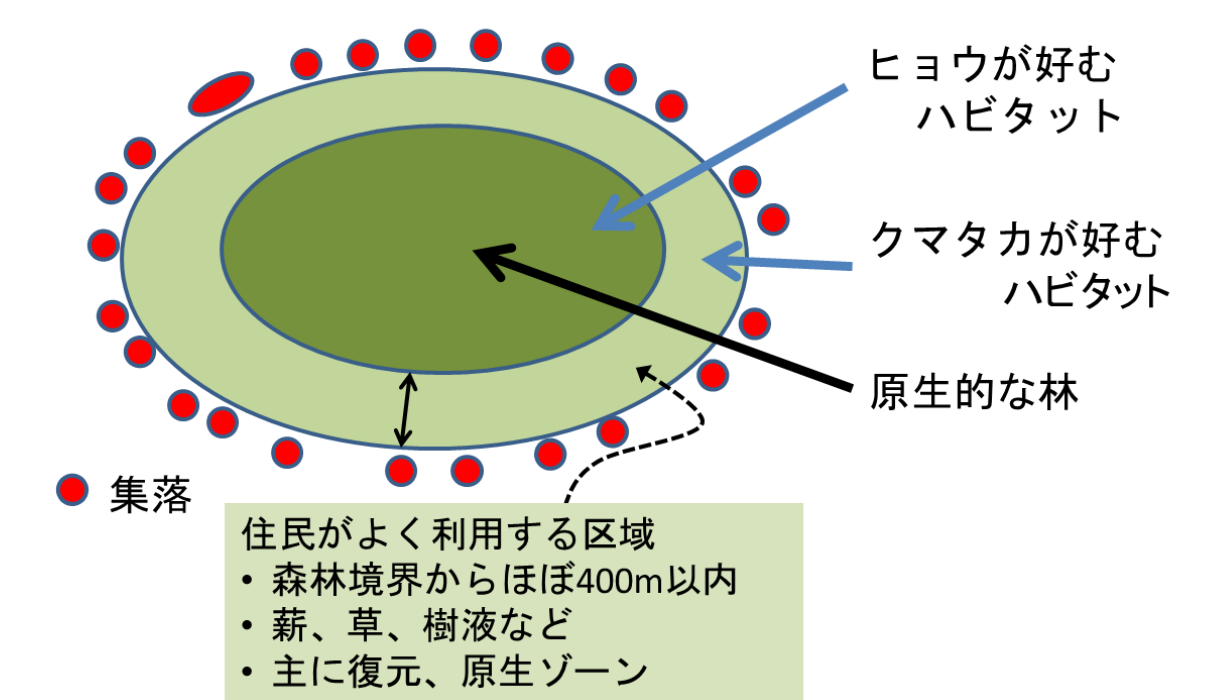 ヒョウが好む
ハビタット
クマタカが好む
ハビタット
原生的な林
集落
住民がよく利用する区域
• 森林境界からほぼ400m以内
• 薪、草、樹液など
• 主に復元、原生ゾーン